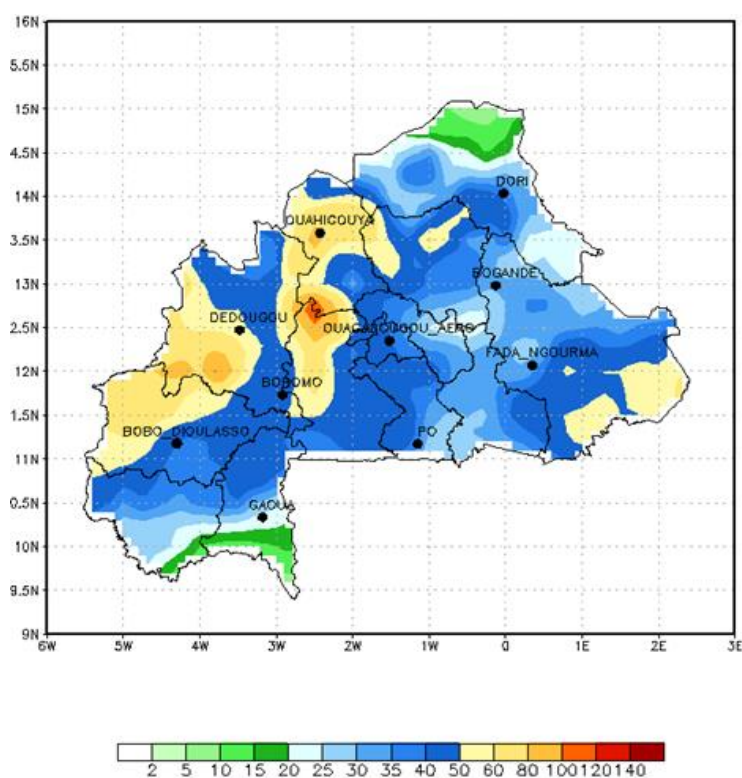 16N
5.5N
15N
4.5N
DORI
14N
OUAHIGOUYA
3.5N
BOGANDE
13N
DEDOUGOU
2.5N
OUAGADOUGOU_AERO
FADA_NGOURMA
12N
BOROMO
1.5N
BOBO_DIOULASSO
PO
11N
0.5N
GAOUA
10N
9.5N
9N
6W 5W 4W 3W 2W 1W 0 1E 2E 3E
2 5 10 15 20 25 30 35 40 50 60 80 100 120 140